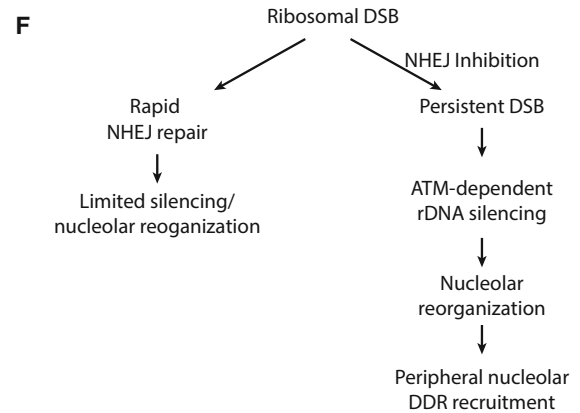 F
Ribosomal DSB
NHEJ Inhibition
Rapid
NHEJ repair
Limited silencing/
nucleolar reoganization
Persistent DSB
ATM-dependent
rDNA silencing
Nucleolar
reorganization
Peripheral nucleolar
DDR recruitment